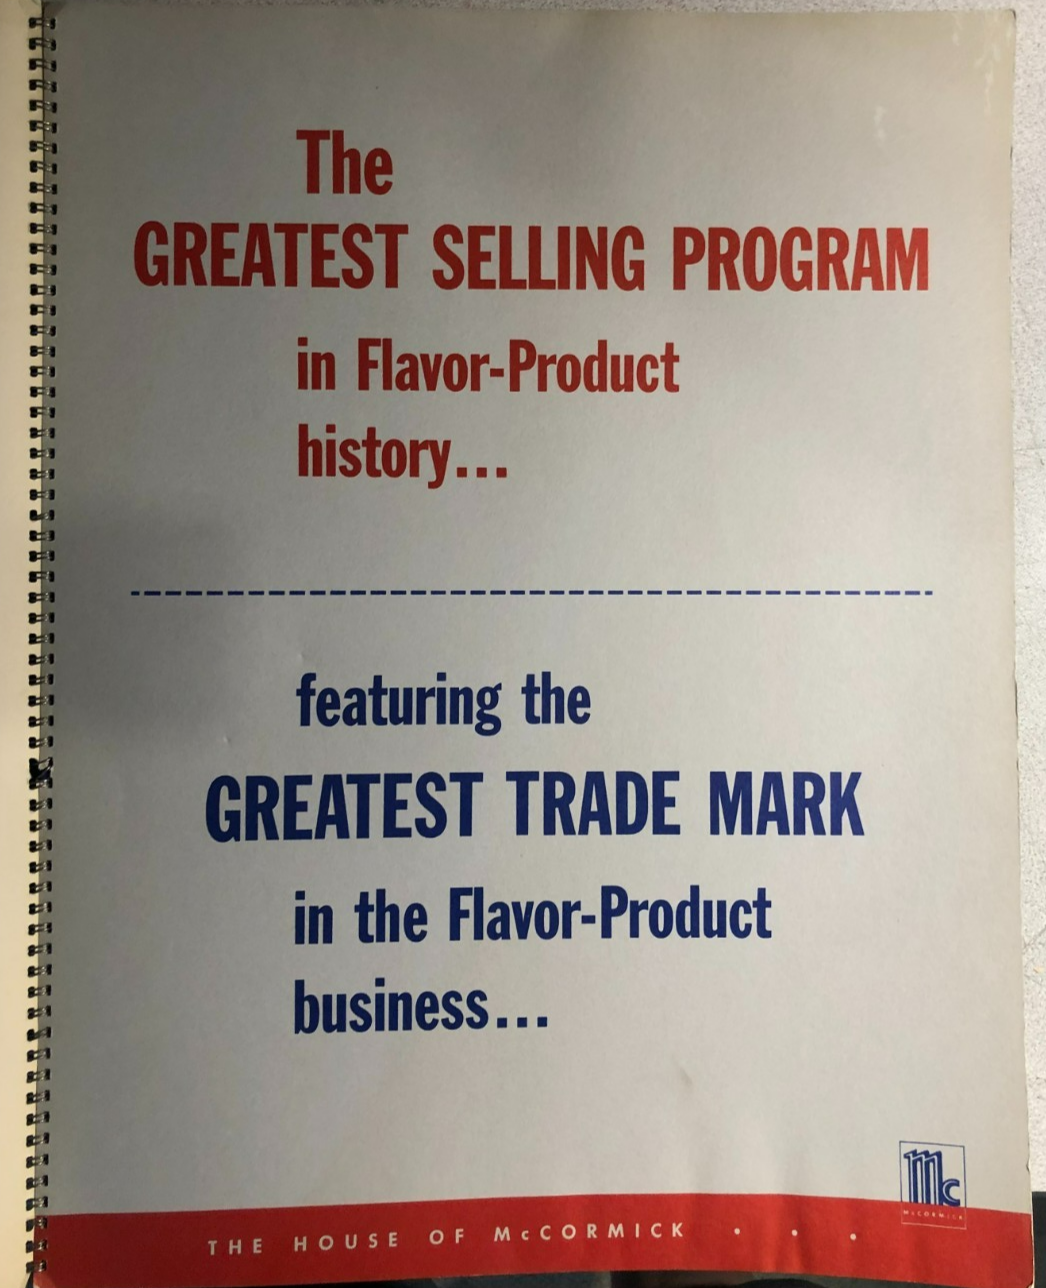 The
GREATEST SELLING PROGRAM
in Flavor-Product
history...
featuring the
GREATEST TRADE MARK
in the Flavor-Product
business...
Mc
McCORMICK
THE HOUSE OF McCORMICK . . .